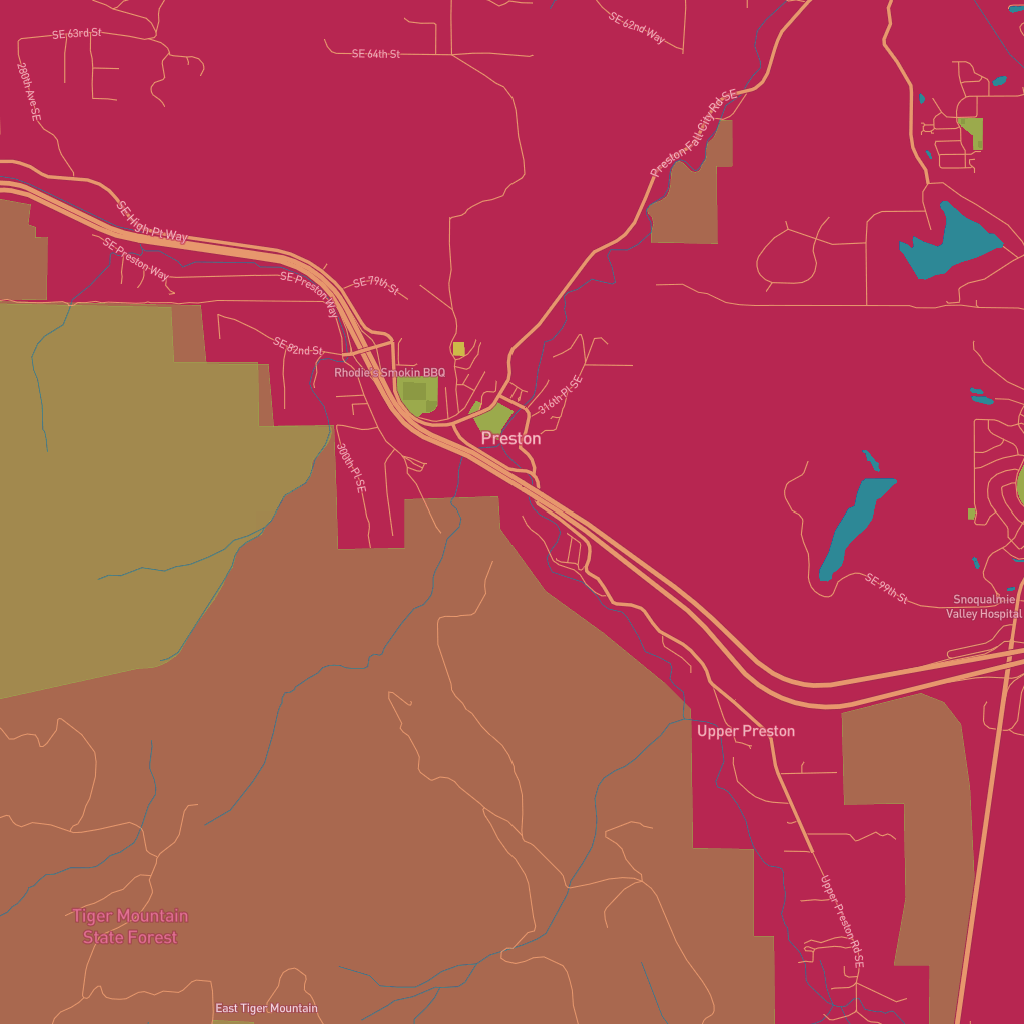 SE 62nd Way
SE 63rd St
SE 64th St
280th Ave SE
Preston-Fall City Rd SE
SE High Pt Way
SE Preston Way
SE Preston Way
SE 79th St
SE 82nd St
Rhodie's Smokin BBQ
316th Pl SE
Preston
300th Pl SE
SE 99th St
Snoqualmie
Valley Hospital
Upper Preston
Upper Preston Rd SE
Tiger Mountain
State Forest
East Tiger Mountain